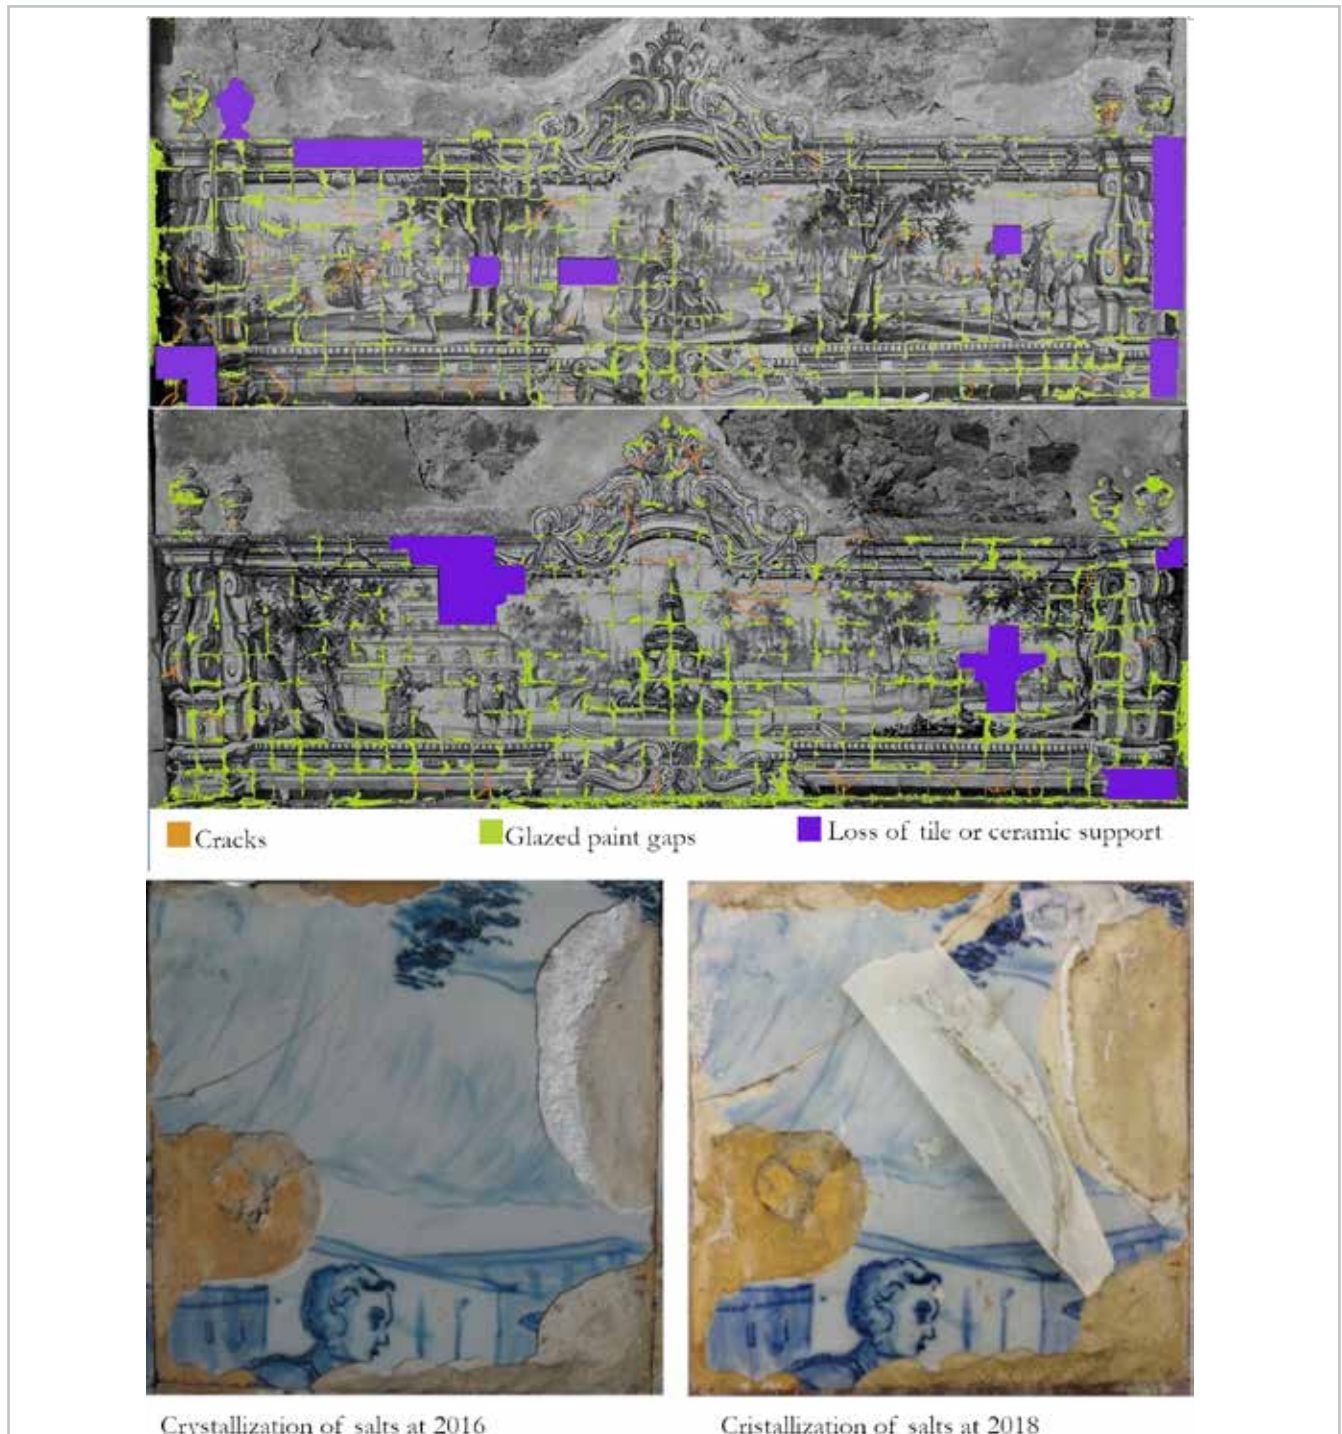 Cracks
Glazed paint gaps
Loss of tile or ceramic support
Crystallization of salts at 2016
Cristallization of salts at 2018